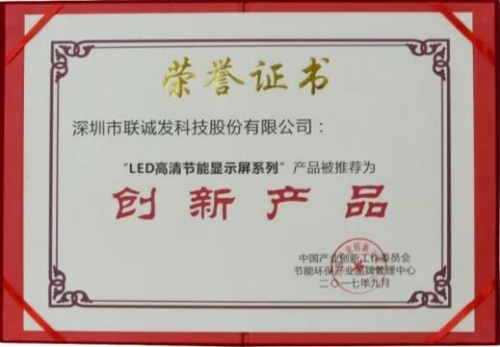 荣誉证书
深圳市联诚发科技股份有限公司：
“LED高清节能显示屏系列”产品被推荐为
创新产品
中国产业创新工作委员会
节能环保产业品牌管理中心
二〇一七年九月